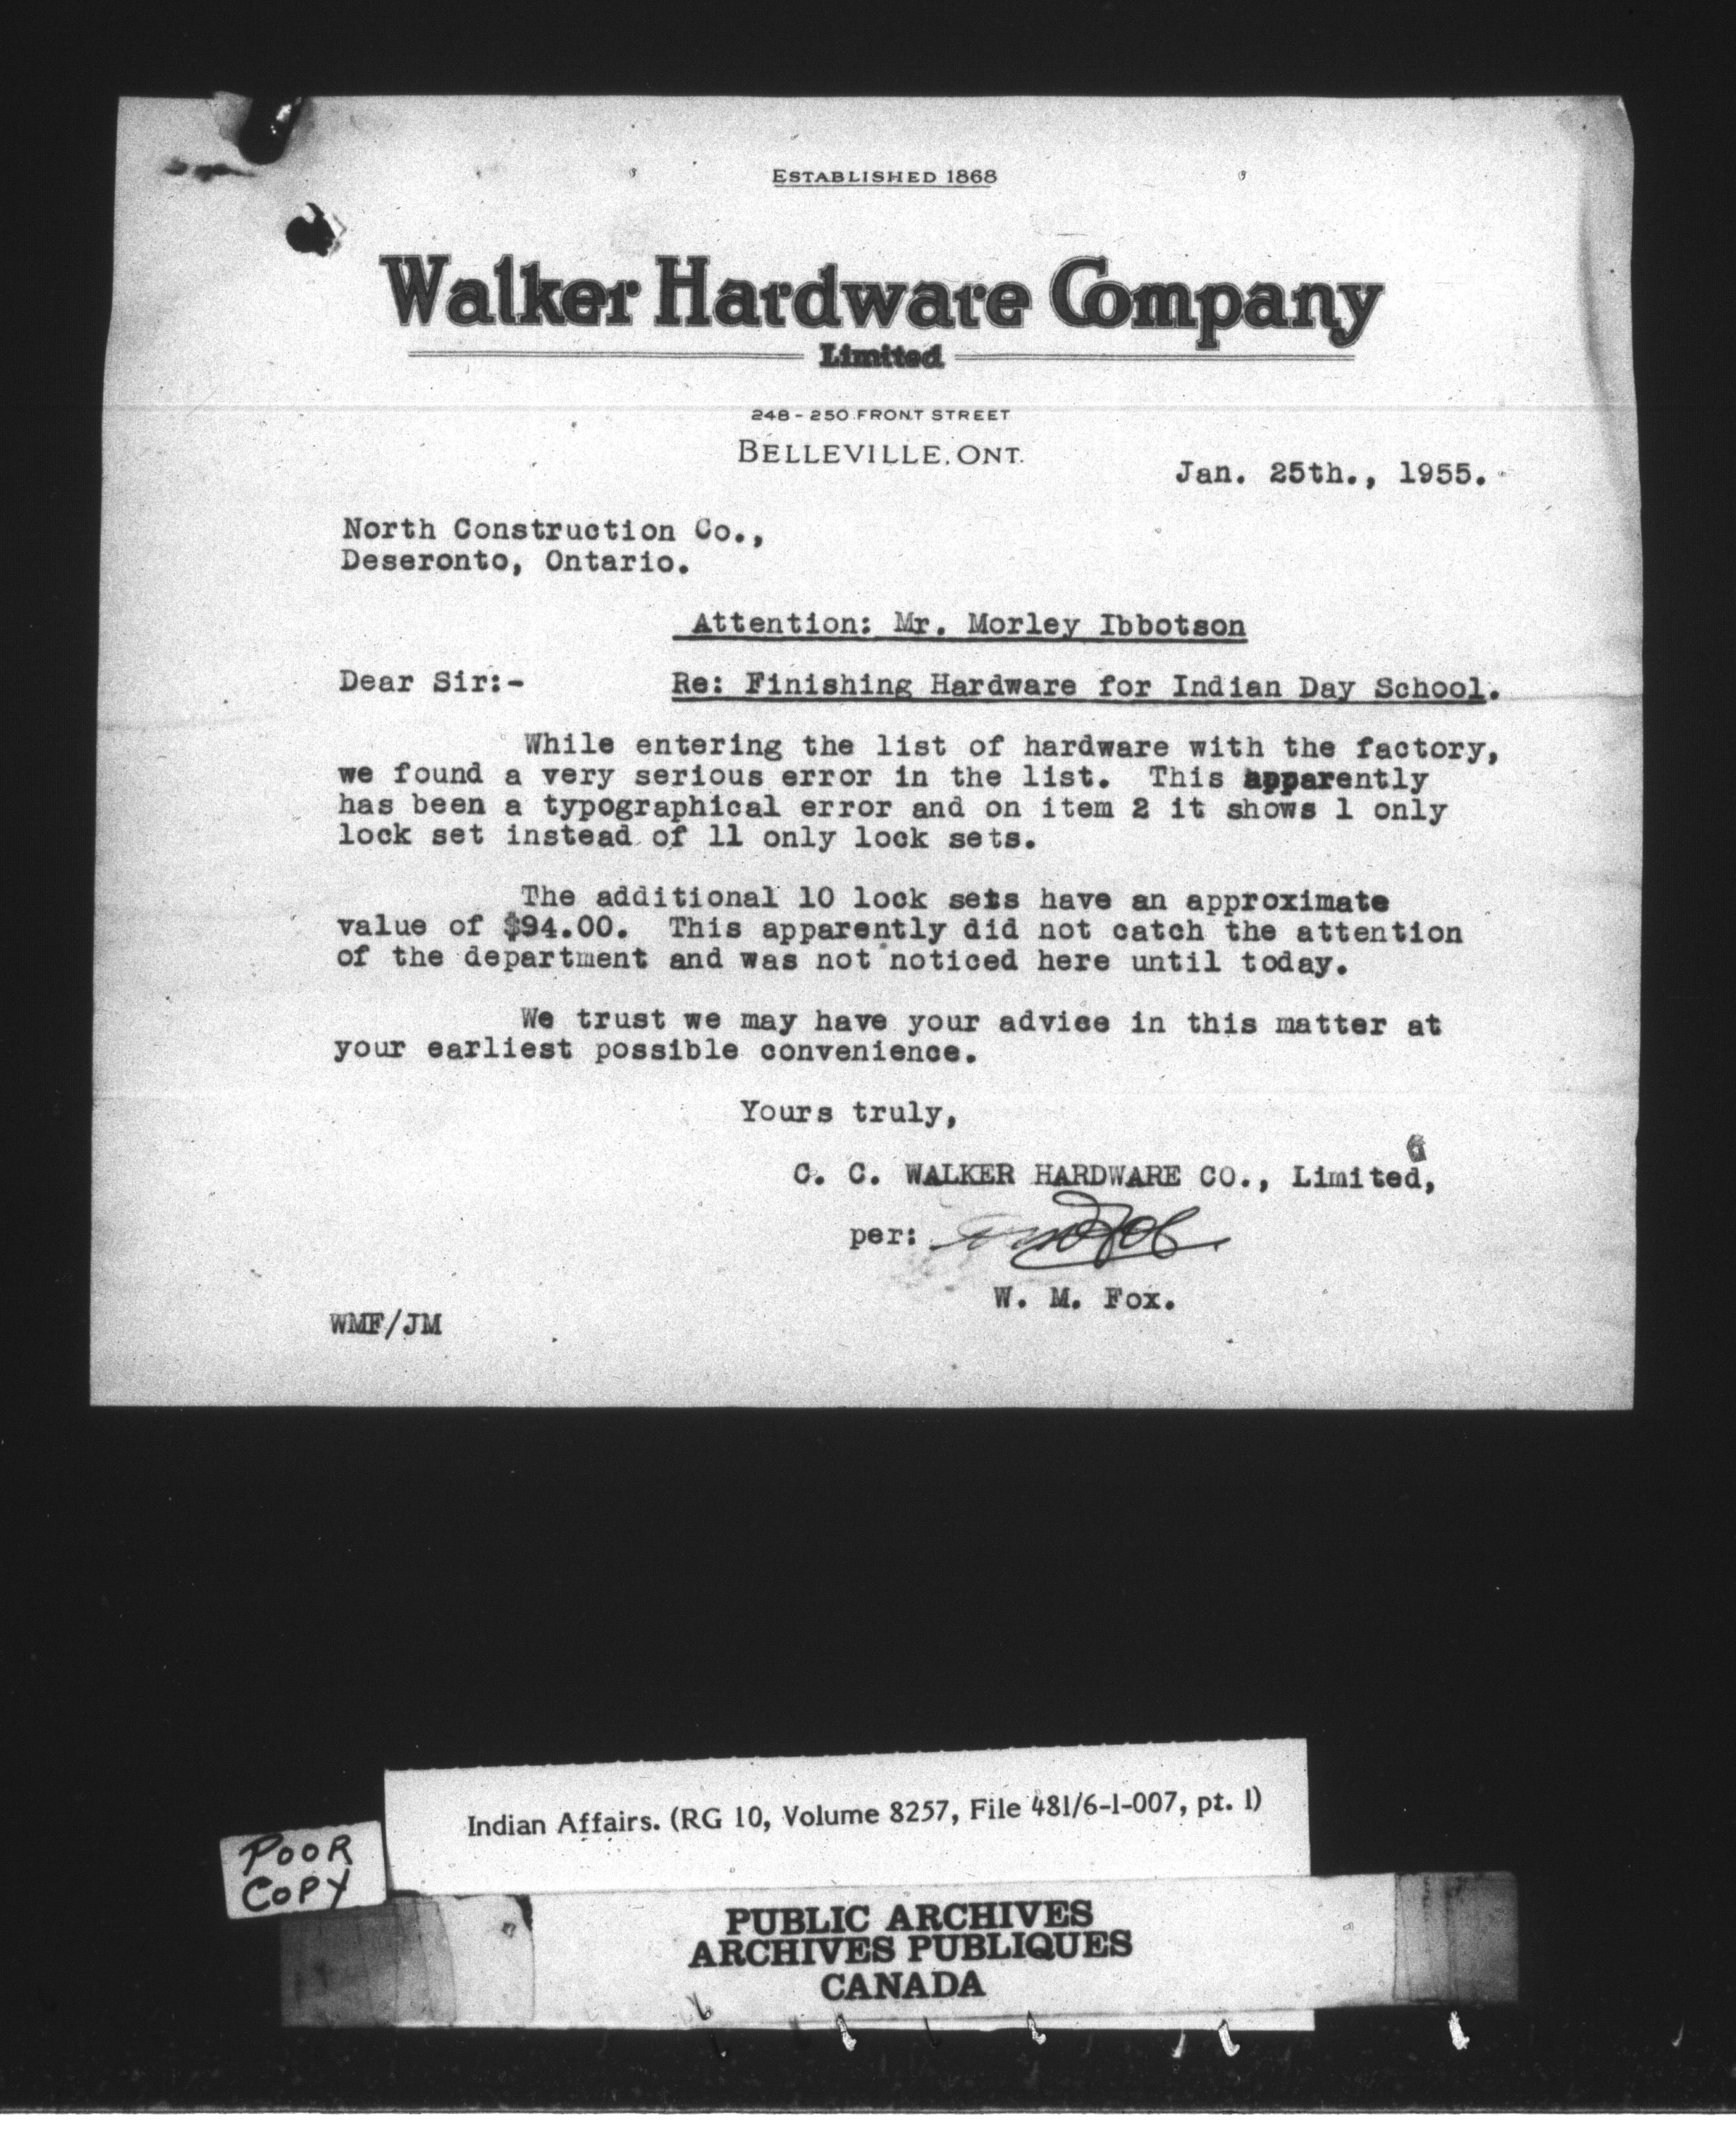 ESTABLISHED 1868
Walker Hardware Company
Limited
248-250 FRONT STREET
BELLEVILLE, ONT.
Jan. 25th., 1955.
North Construction Co.,
Deseronto, Ontario.
Attention: Mr. Morley Ibbotson
Dear Sir:- Re: Finishing Hardware for Indian Day School.
While entering the list of hardware with the factory,
we found a very serious error in the list. This apparently
has been a typographical error and on item 2 it shows 1 only
lock set instead of 11 only lock sets.
The additional 10 lock sets have an approximate
value of $94.00. This apparently did not catch the attention
of the department and was not noticed here until today.
We trust we may have your advice in this matter at
your earliest possible convenience.
Yours truly,
C. C. WALKER HARDWARE CO., Limited,
per:
W. M. Fox.
WMF/JM
Indian Affairs. (RG 10, Volume 8257, File 481/6-1-007, pt. 1)
POOR
COPY
PUBLIC ARCHIVES
ARCHIVES PUBLIQUES
CANADA